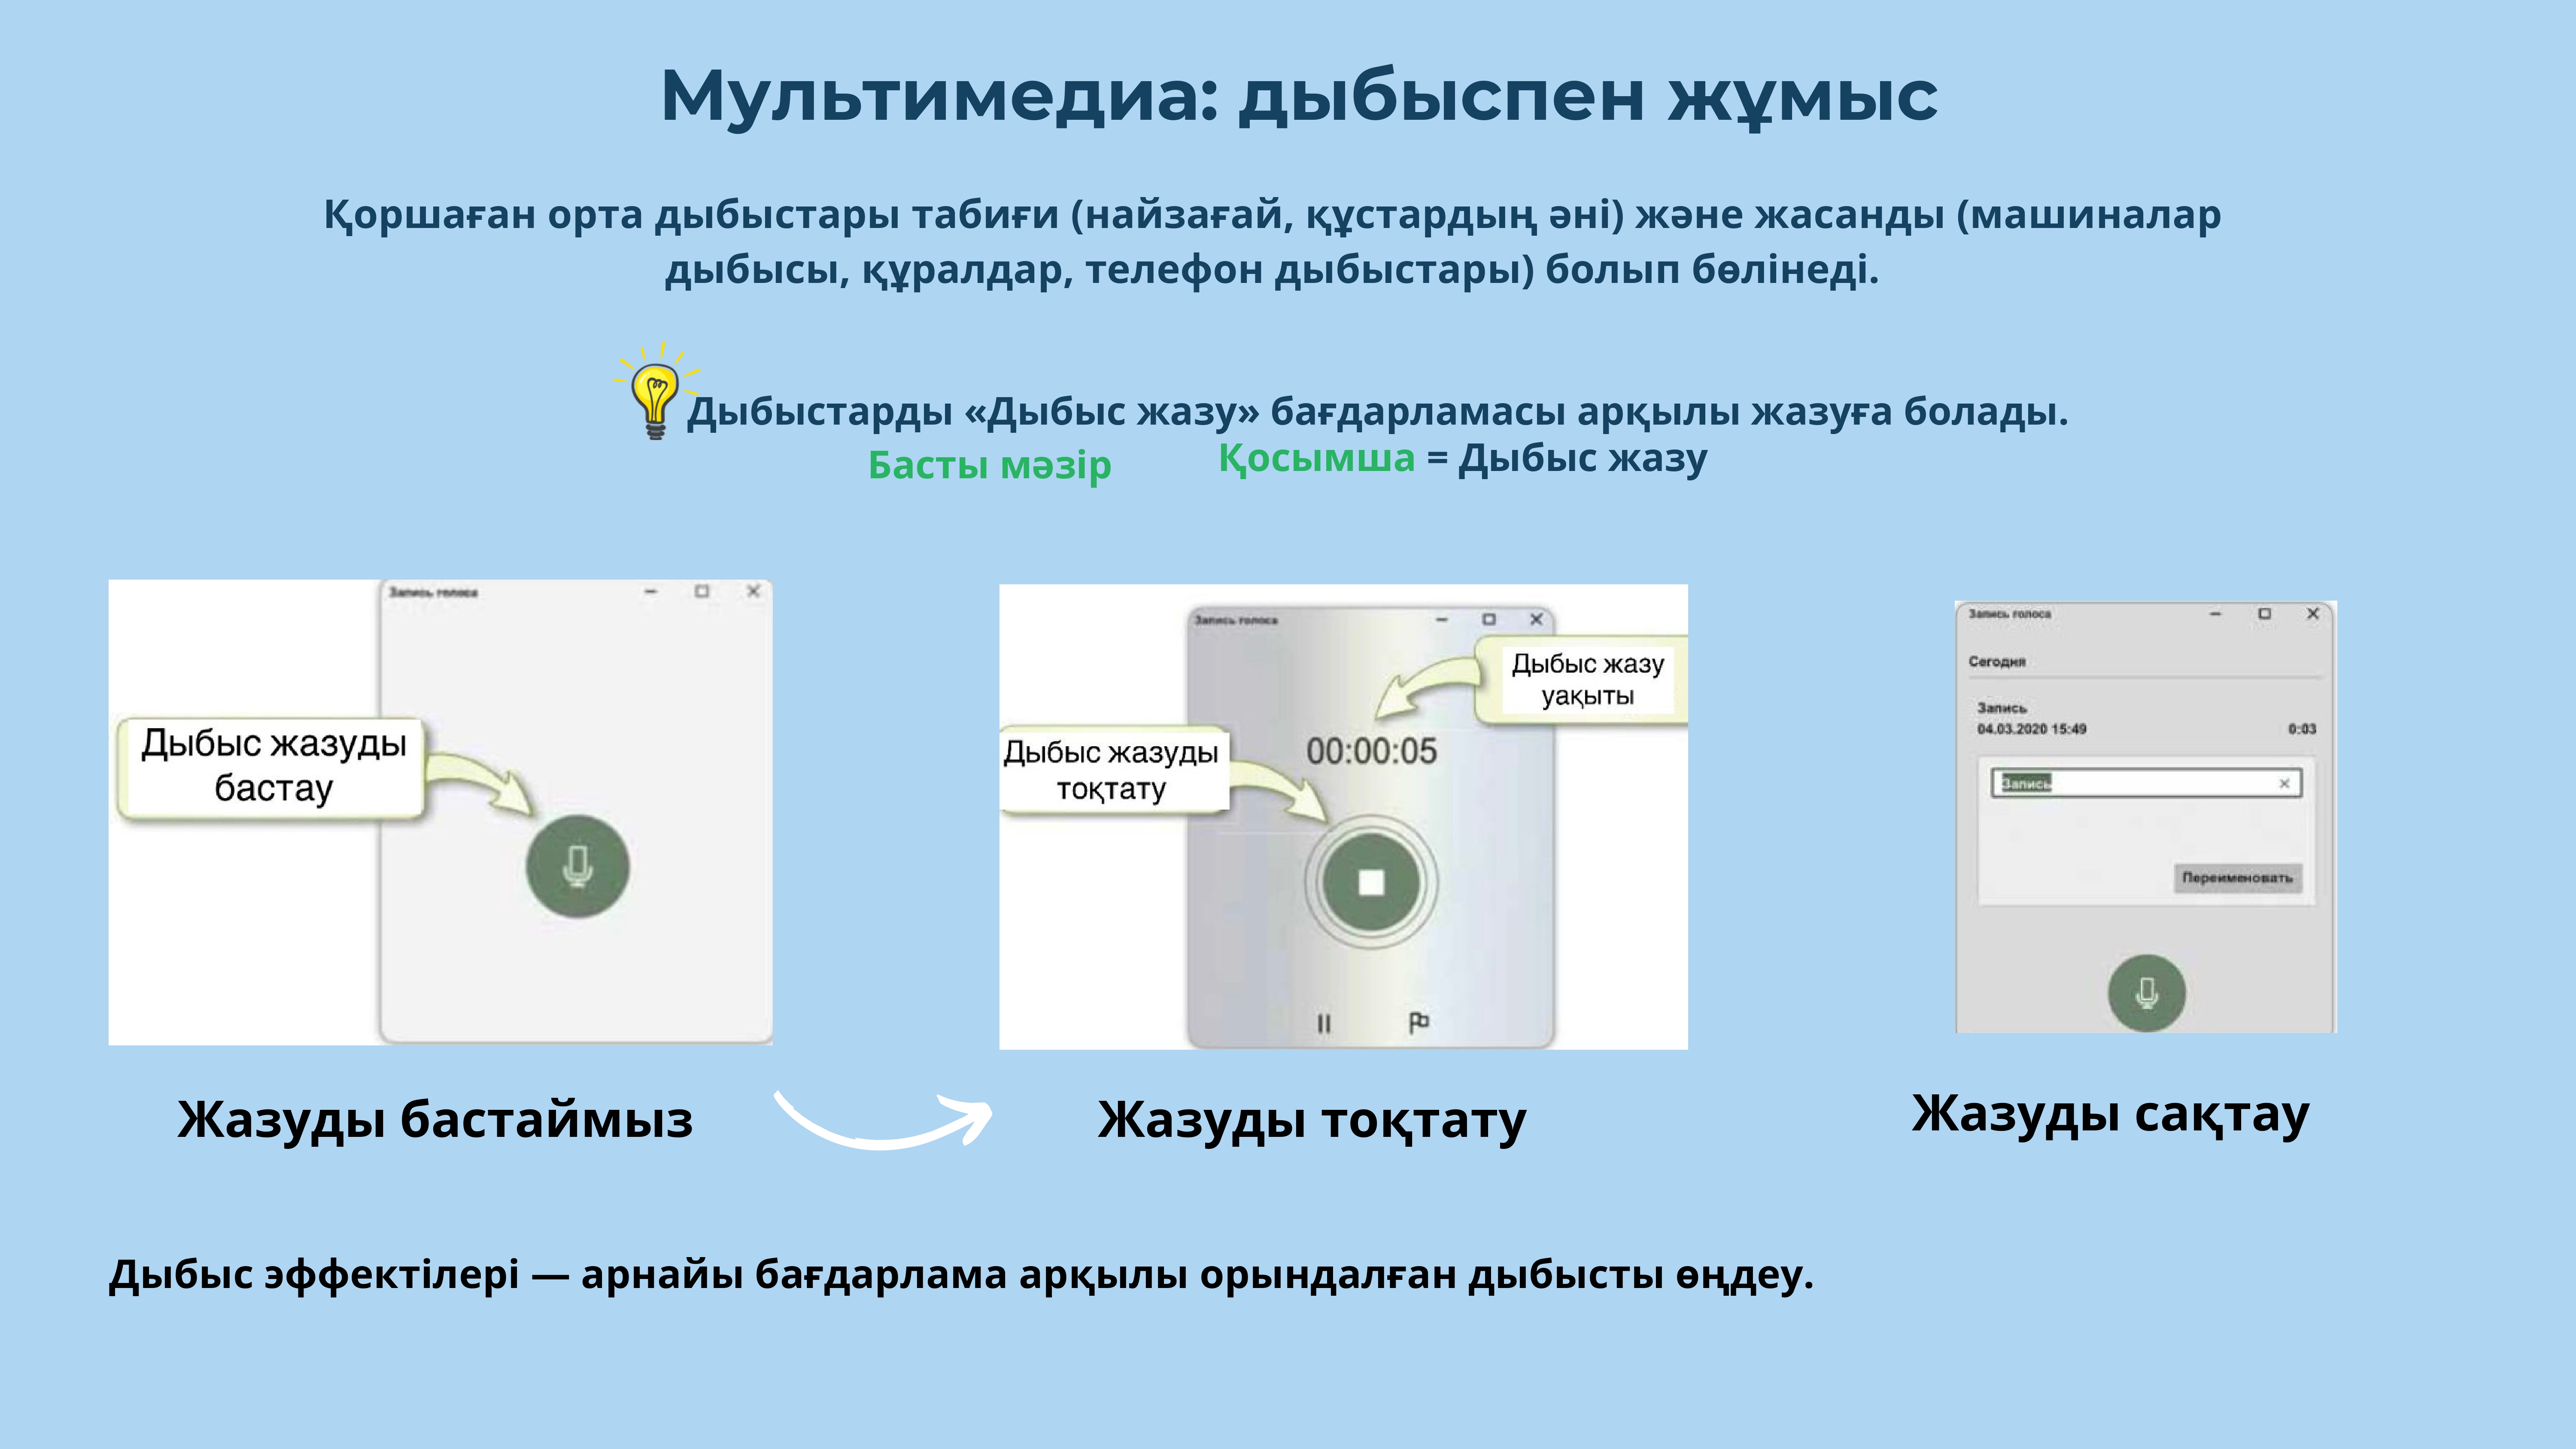 Мультимедиа: дыбыспен жұмыс
Қоршаған орта дыбыстары табиғи (найзағай, құстардың әні) және жасанды (машиналар
дыбысы, құралдар, телефон дыбыстары) болып бөлінеді.
Дыбыстарды «Дыбыс жазу» бағдарламасы арқылы жазуға болады.
Басты мәзір
Қосымша = Дыбыс жазу
Запись голоса
Дыбыс жазуды
бастау
Запись голоса
Дыбыс жазу
уақыты
Дыбыс жазуды
тоқтату
00:00:05
Запись голоса
Сегодня
Запись
04.03.2020 15:49 0:03
Запись
Переименовать
Жазуды бастаймыз
Жазуды тоқтату
Жазуды сақтау
Дыбыс эффектілері — арнайы бағдарлама арқылы орындалған дыбысты өңдеу.